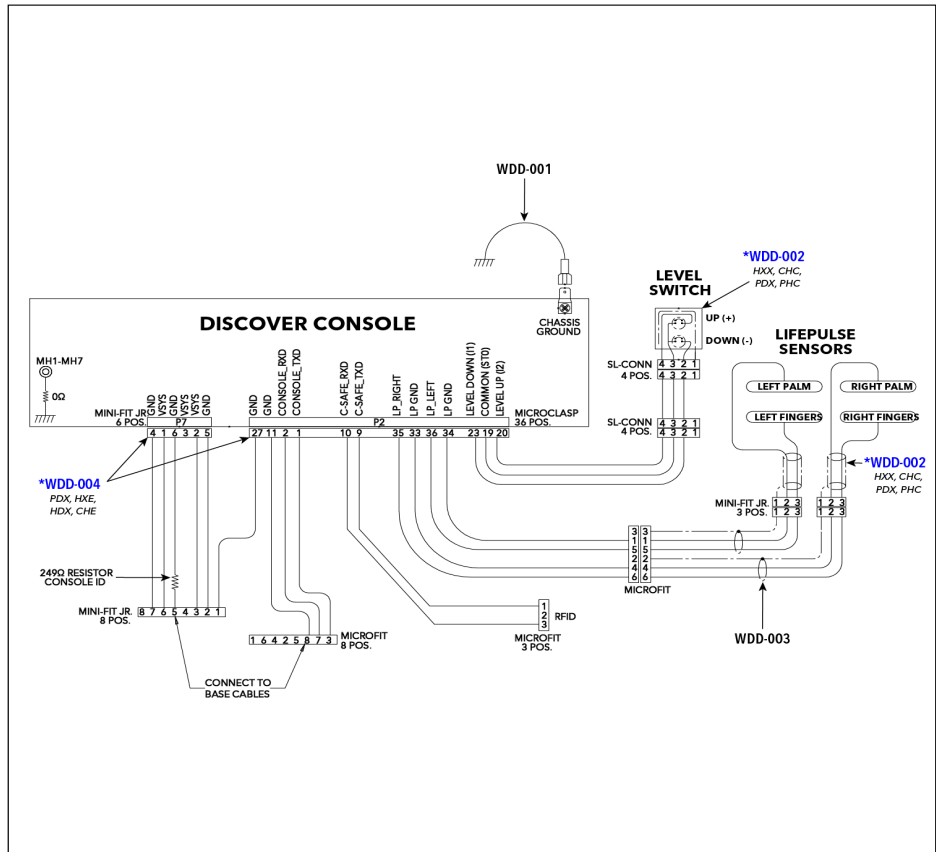 WDD-001
*WDD-002
HXX, CHC,
PDX, PHC
LEVEL
SWITCH
UP (+)
DOWN (-)
DISCOVER CONSOLE
CHASSIS
GROUND
LIFEPULSE
SENSORS
MH1-MH7
0Ω
SL-CONN
4 POS.
4 3 2 1
4 3 2 1
LEFT PALM
RIGHT PALM
LEFT FINGERS
RIGHT FINGERS
GND
VSYS
GND
VSYS
VSYS
GND
GND
GND
CONSOLE_RXD
CONSOLE_TXD
C-SAFE_RXD
C-SAFE_TXD
LP_RIGHT
LP GND
LP_LEFT
LP GND
LEVEL DOWN (I1)
COMMON (ST0)
LEVEL UP (I2)
MINI-FIT JR.
6 POS.
P7
P2
MICROCLASP
36 POS.
4 1 6 3 2 5
27 11 2 1 10 9 35 33 36 34 23 19 20
SL-CONN
4 POS.
4 3 2 1
4 3 2 1
*WDD-004
PDX, HXE,
HDX, CHE
*WDD-002
HXX, CHC,
PDX, PHC
MINI-FIT JR.
3 POS.
1 2 3
1 2 3
1 2 3
1 2 3
3 3
1 1
5 5
2 2
4 4
6 6
MICROFIT
249Ω RESISTOR
CONSOLE ID
MINI-FIT JR.
8 POS.
8 7 6 5 4 3 2 1
1 6 4 2 5 8 7 3
MICROFIT
8 POS.
1
2
3
RFID
MICROFIT
3 POS.
WDD-003
CONNECT TO
BASE CABLES